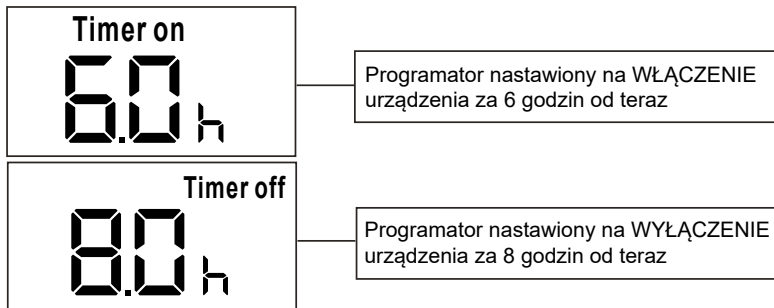 Timer on
6.0 h
Programator nastawiony na WŁĄCZENIE
urządzenia za 6 godzin od teraz
Timer off
8.0 h
Programator nastawiony na WYŁĄCZENIE
urządzenia za 8 godzin od teraz